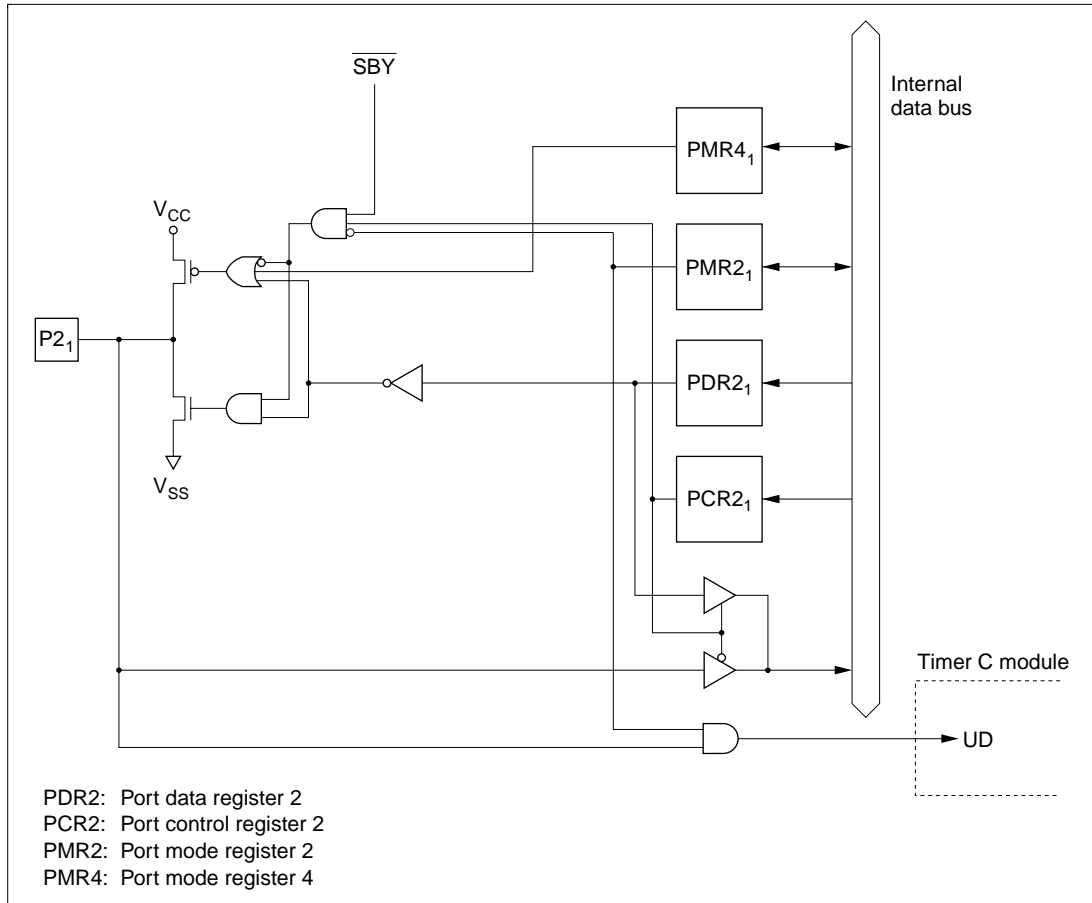 S̅B̅Y̅
Internal
data bus
PMR4₁
V_CC
PMR2₁
P2₁
PDR2₁
V_SS
PCR2₁
Timer C module
UD
PDR2: Port data register 2
PCR2: Port control register 2
PMR2: Port mode register 2
PMR4: Port mode register 4